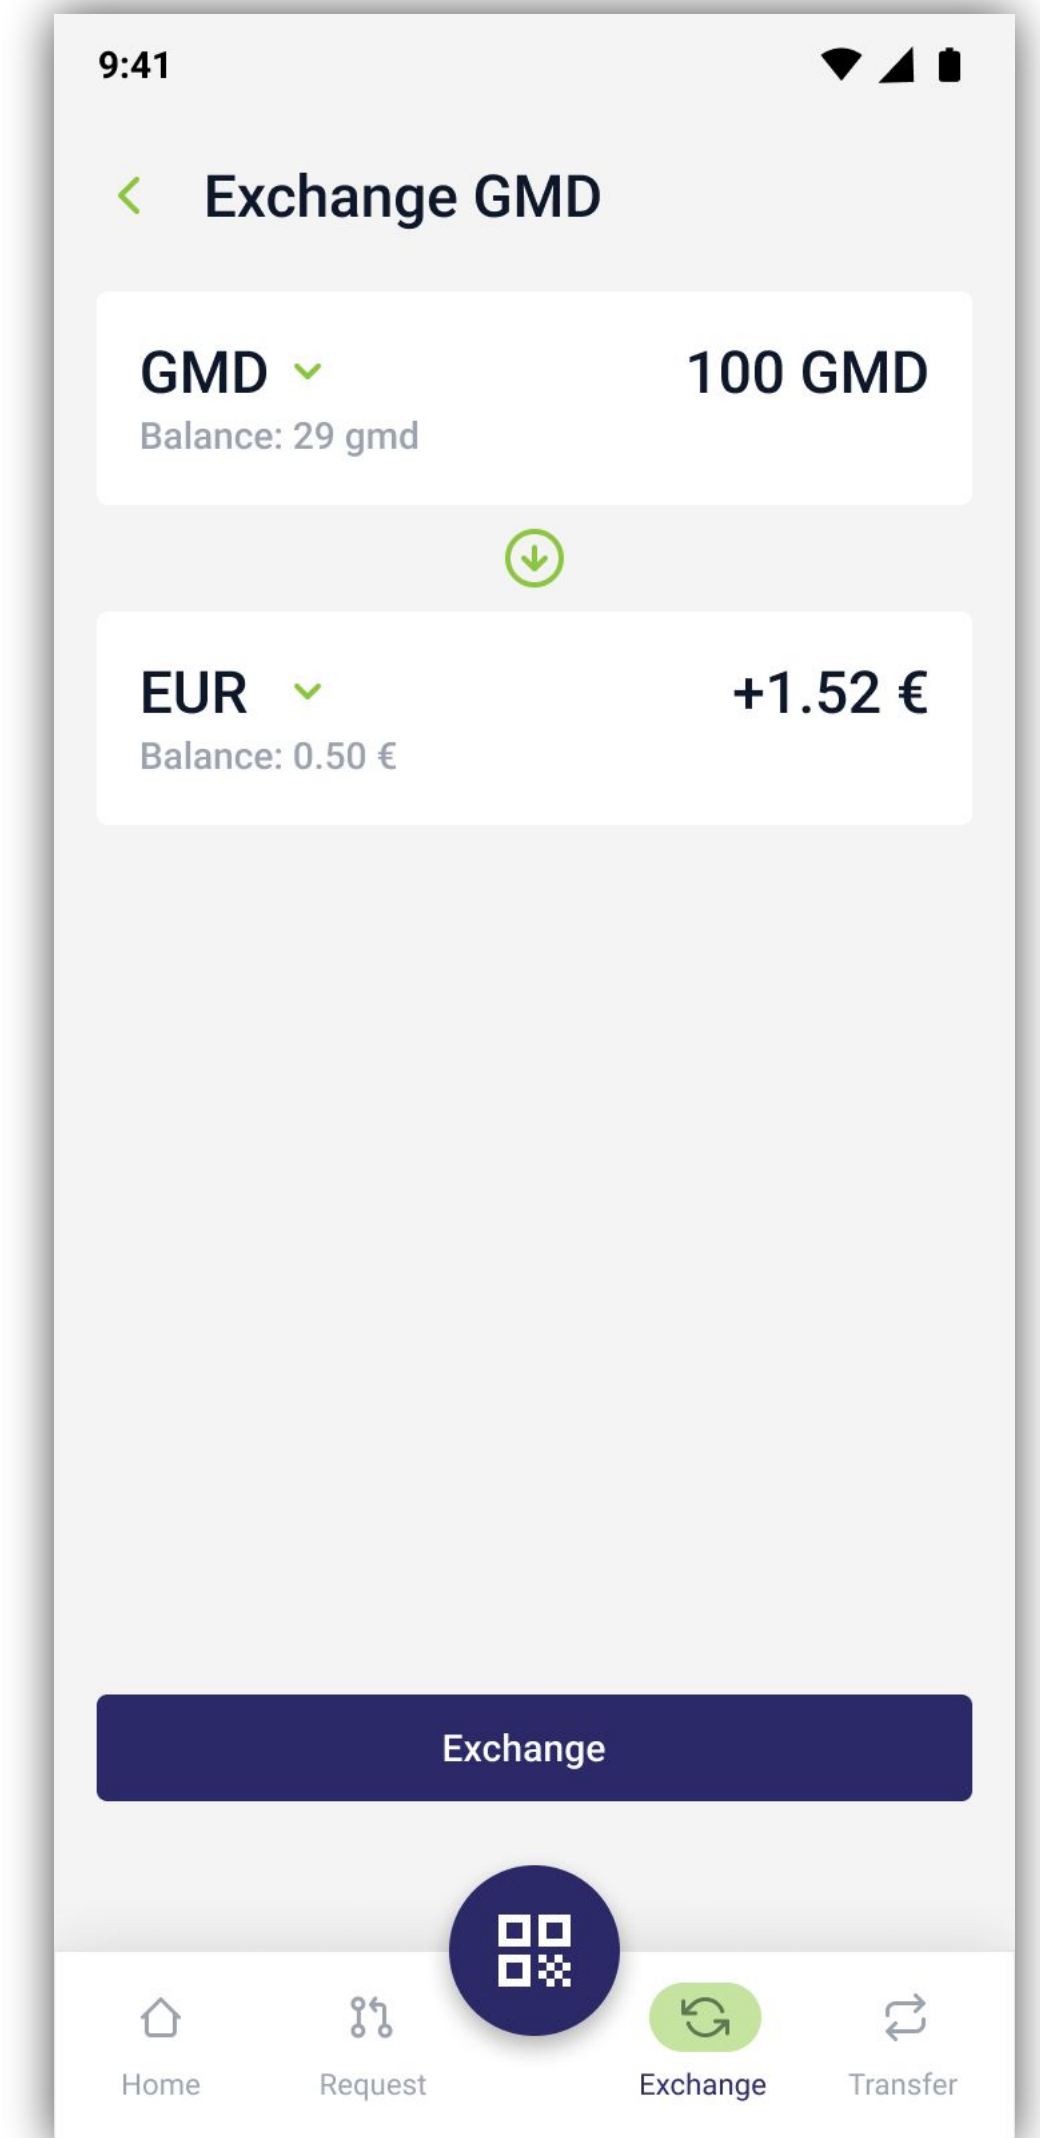 9:41
Exchange GMD
GMD 100 GMD
Balance: 29 gmd
EUR +1.52 €
Balance: 0.50 €
Exchange
Home Request Exchange Transfer